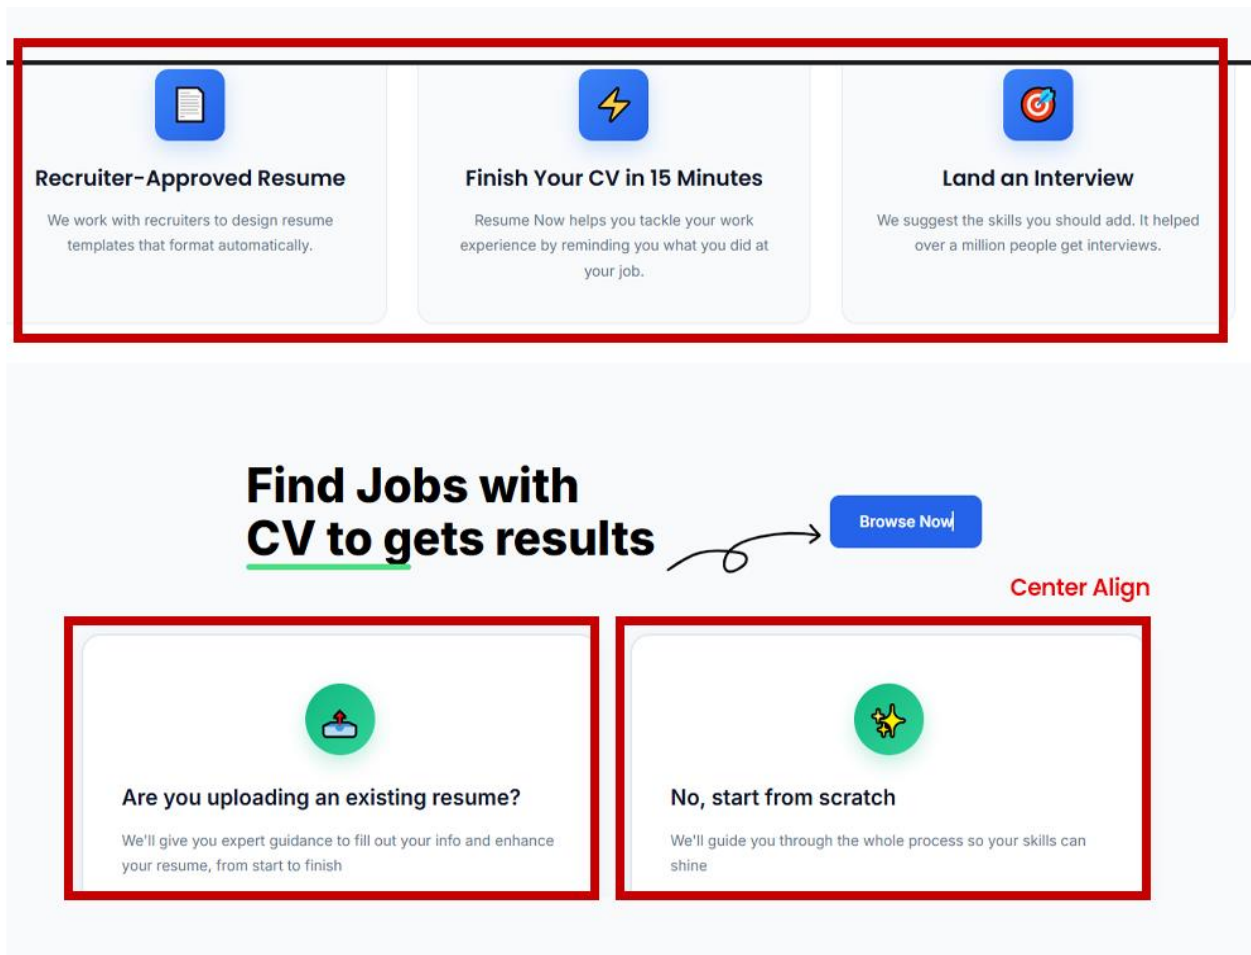 Recruiter-Approved Resume
We work with recruiters to design resume
templates that format automatically.
Finish Your CV in 15 Minutes
Resume Now helps you tackle your work
experience by reminding you what you did at
your job.
Land an Interview
We suggest the skills you should add. It helped
over a million people get interviews.
Find Jobs with
CV to gets results
Browse Now
Center Align
Are you uploading an existing resume?
We'll give you expert guidance to fill out your info and enhance
your resume, from start to finish
No, start from scratch
We'll guide you through the whole process so your skills can
shine